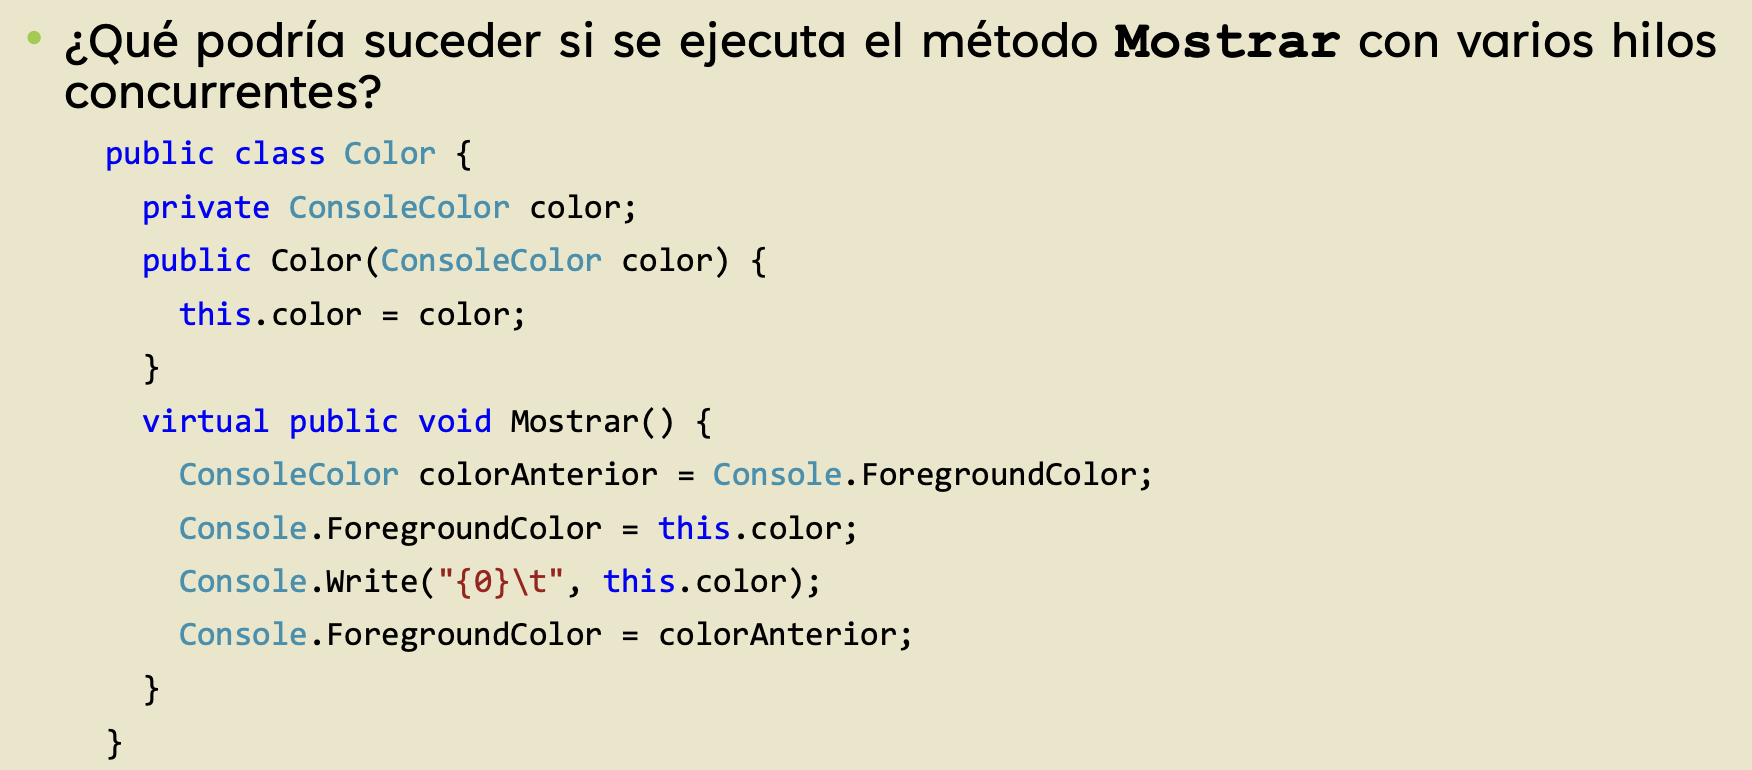 • ¿Qué podría suceder si se ejecuta el método Mostrar con varios hilos
concurrentes?
public class Color {
private ConsoleColor color;
public Color(ConsoleColor color) {
this.color = color;
}
virtual public void Mostrar() {
ConsoleColor colorAnterior = Console.ForegroundColor;
Console.ForegroundColor = this.color;
Console.Write("{0}\t", this.color);
Console.ForegroundColor = colorAnterior;
}
}